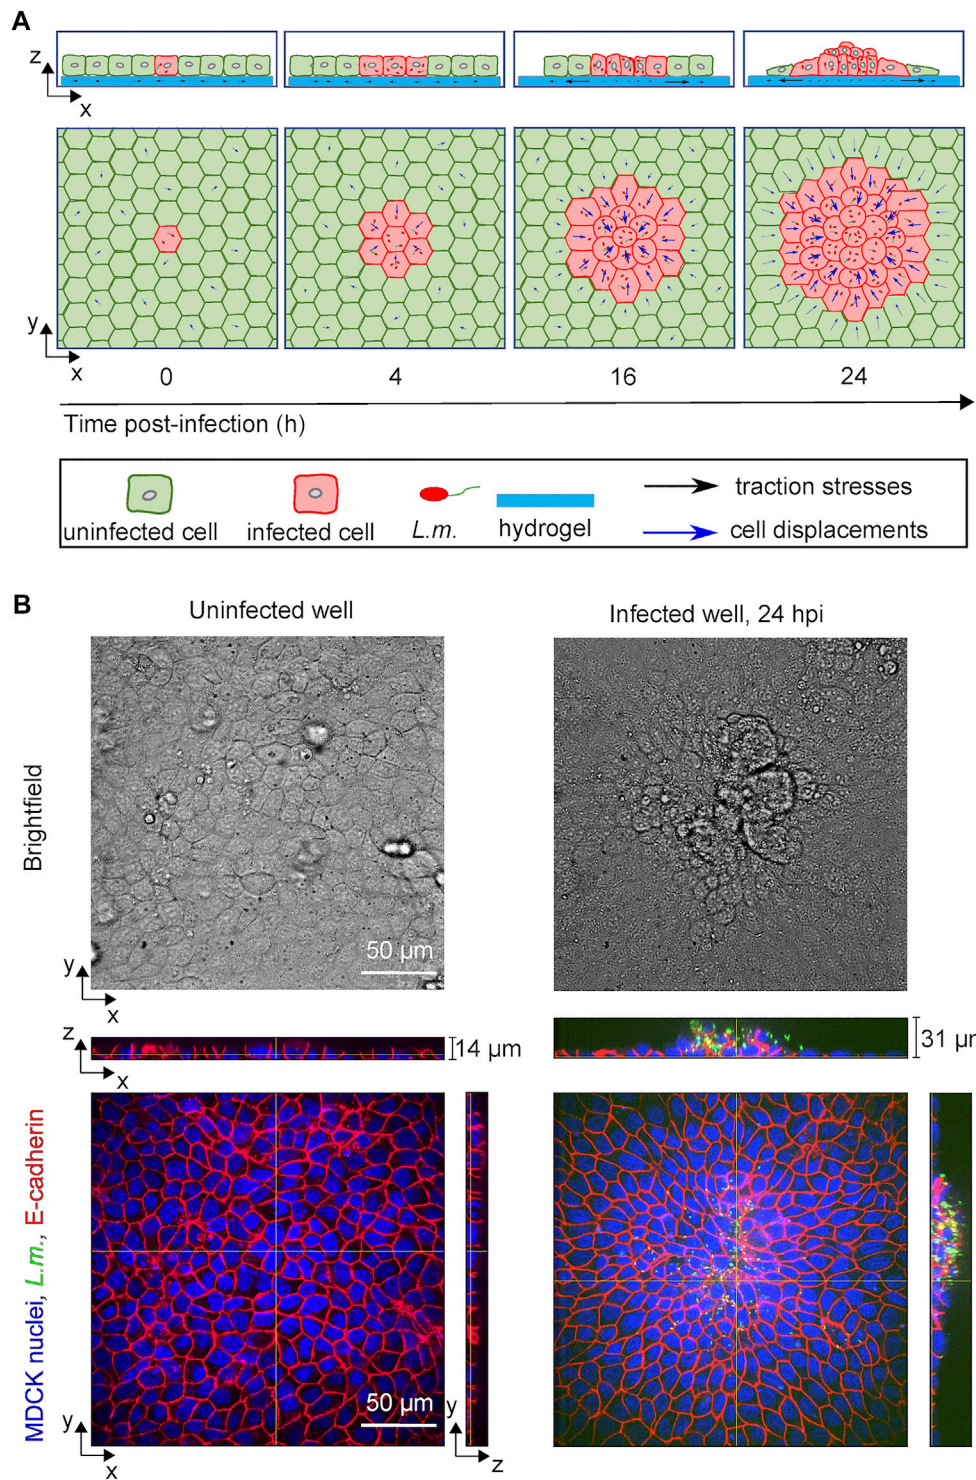 A
z
x
y
x
0 4 16 24
Time post-infection (h)
uninfected cell
infected cell
L.m.
hydrogel
traction stresses
cell displacements
B
Uninfected well
Infected well, 24 hpi
Brightfield
50 µm
y
x
z
x
14 µm
31 µr
MDCK nuclei, L.m., E-cadherin
50 µm
y
x
y
z